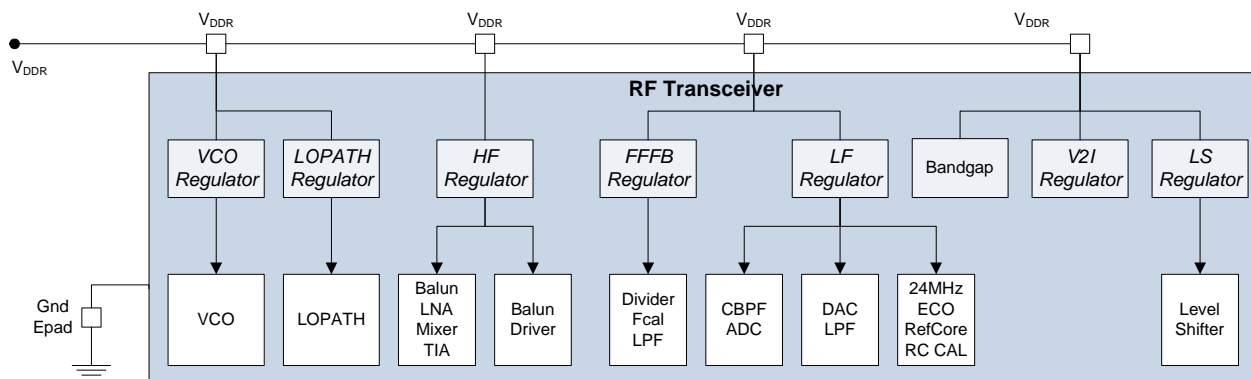 VDDR
VDDR
VDDR
VDDR
VDDR
RF Transceiver
VCO
Regulator
LOPATH
Regulator
HF
Regulator
FFFB
Regulator
LF
Regulator
Bandgap
V2I
Regulator
LS
Regulator
Gnd
Epad
VCO
LOPATH
Balun
LNA
Mixer
TIA
Balun
Driver
Divider
Fcal
LPF
CBPF
ADC
DAC
LPF
24MHz
ECO
RefCore
RC CAL
Level
Shifter